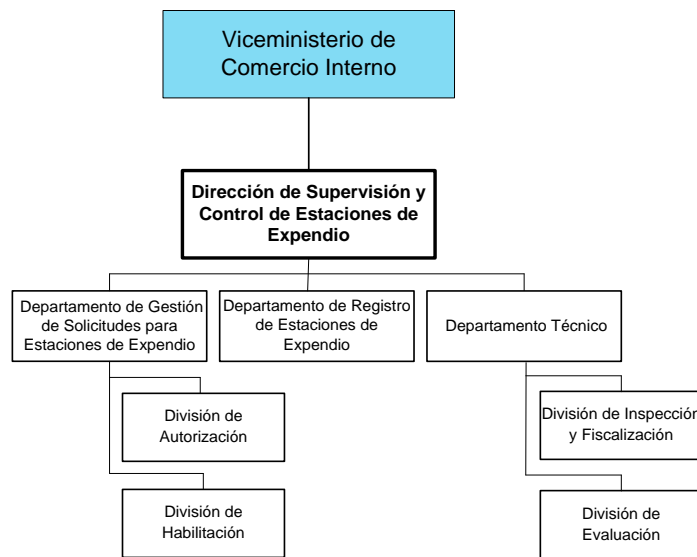 Viceministerio de
Comercio Interno
Dirección de Supervisión y
Control de Estaciones de
Expendio
Departamento de Gestión
de Solicitudes para
Estaciones de Expendio
Departamento de Registro
de Estaciones de
Expendio
Departamento Técnico
División de
Autorización
División de
Habilitación
División de Inspección
y Fiscalización
División de
Evaluación